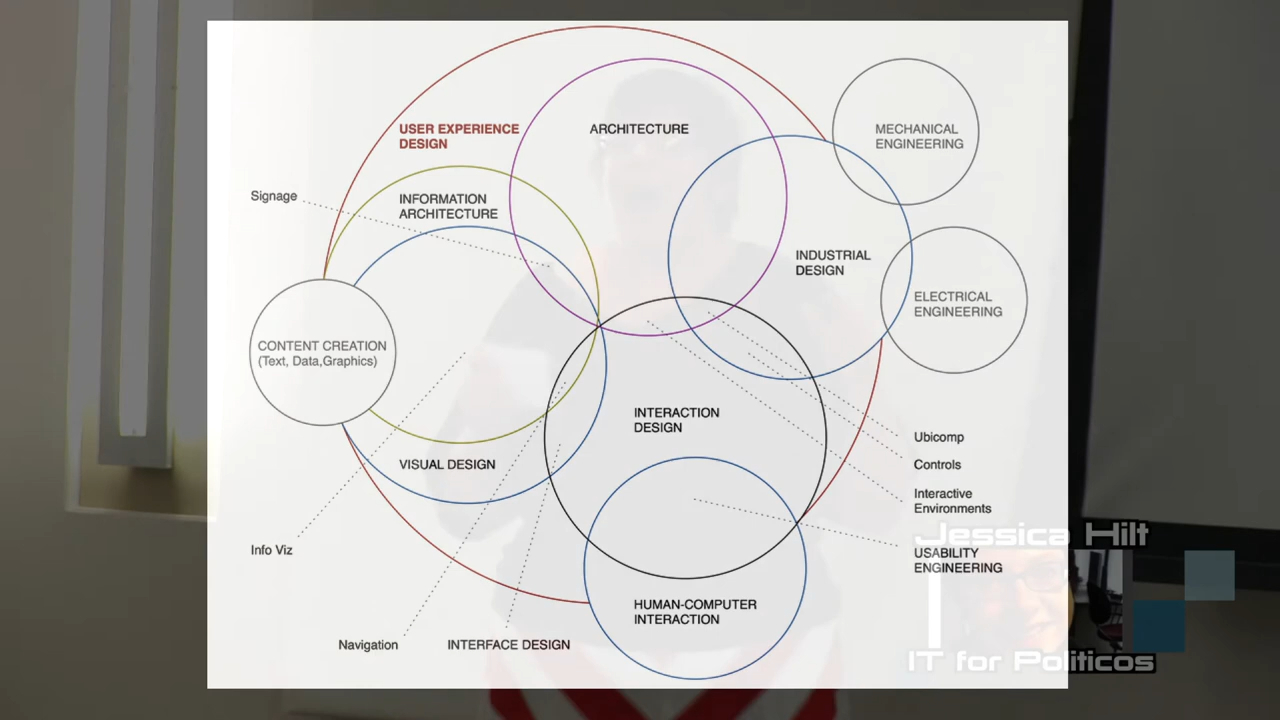 USER EXPERIENCE
DESIGN
ARCHITECTURE
MECHANICAL
ENGINEERING
Signage
INFORMATION
ARCHITECTURE
INDUSTRIAL
DESIGN
ELECTRICAL
ENGINEERING
CONTENT CREATION
(Text, Data,Graphics)
INTERACTION
DESIGN
VISUAL DESIGN
Ubicomp
Controls
Interactive
Environments
Info Viz
Jessica Hilt
USABILITY
ENGINEERING
HUMAN-COMPUTER
INTERACTION
Navigation
INTERFACE DESIGN
IT for Politicos